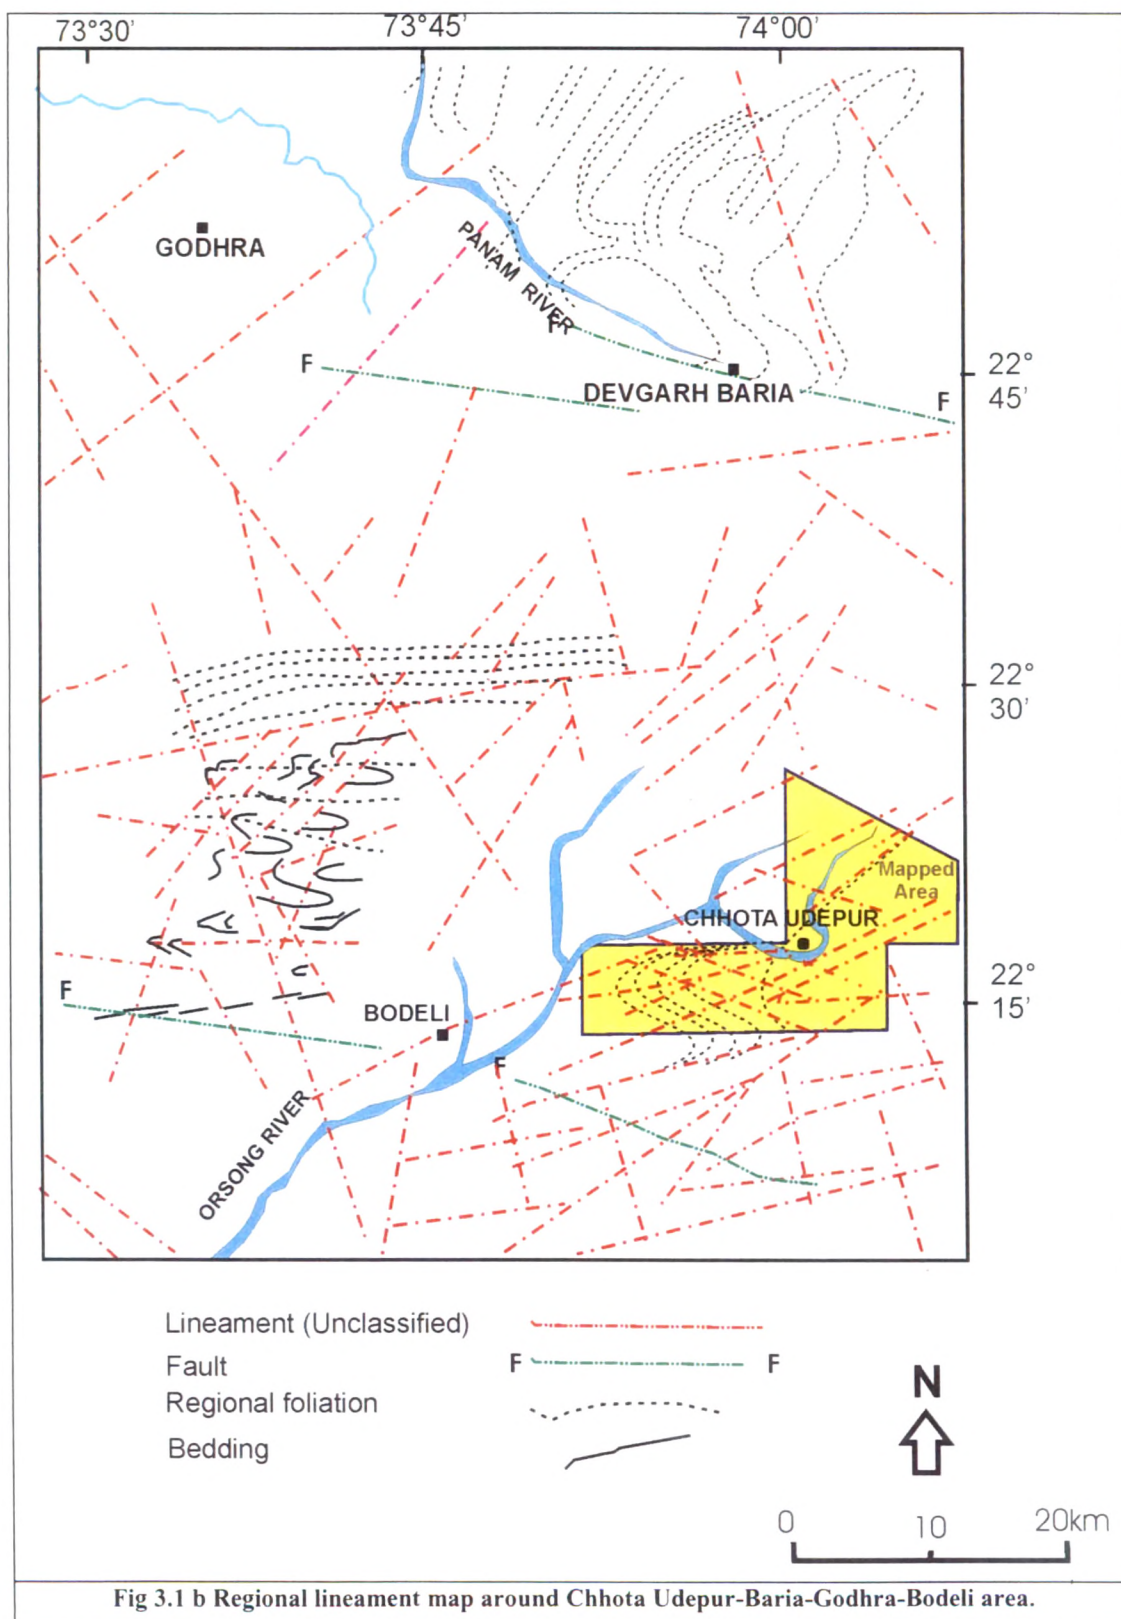 73°30'
73°45'
74°00'
GODHRA
PANAM RIVER
F
F
DEVGARH BARIA
F
22°
45'
22°
30'
Mapped
Area
CHHOTA UDEPUR
22°
15'
F
BODELI
F
ORSONG RIVER
Lineament (Unclassified)
Fault
F
F
Regional foliation
Bedding
N
0
10
20km
Fig 3.1 b Regional lineament map around Chhota Udepur-Baria-Godhra-Bodeli area.